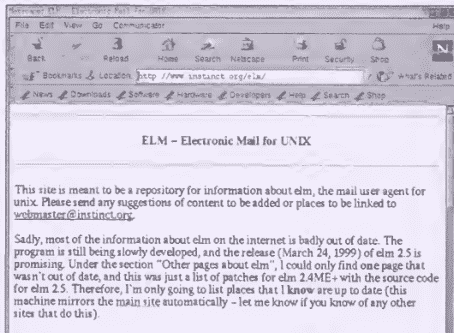 Netscape: ELM - Electronic Mail for UNIX
File Edit View Go Communicator Help
Back Reload Home Search Netscape Print Security Shop
Bookmarks Location: http://www.instinct.org/elm/ What's Related
News Downloads Software Hardware Developers Help Search Shop
ELM – Electronic Mail for UNIX
This site is meant to be a repository for information about elm, the mail user agent for
unix. Please send any suggestions of content to be added or places to be linked to
webmaster@instinct.org.
Sadly, most of the information about elm on the internet is badly out of date. The
program is still being slowly developed, and the release (March 24, 1999) of elm 2.5 is
promising. Under the section "Other pages about elm", I could only find one page that
wasn't out of date, and this was just a list of patches for elm 2.4ME+ with the source code
for elm 2.5. Therefore, I'm only going to list places that I know are up to date (this
machine mirrors the main site automatically – let me know if you know of any other
sites that do this).